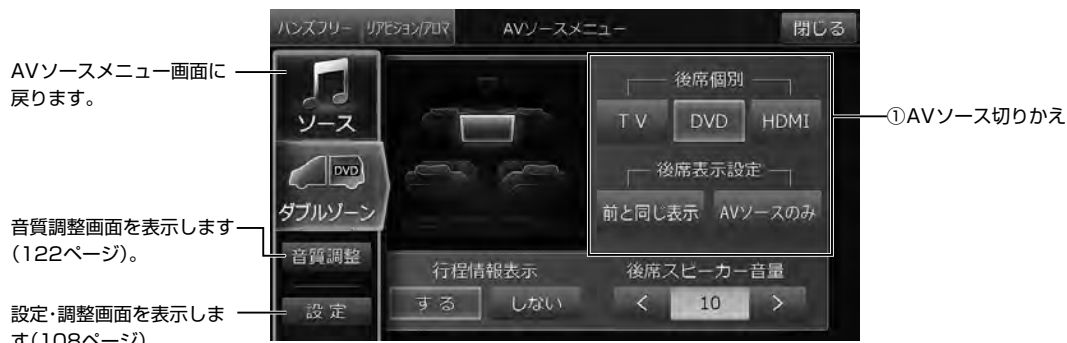 ハンズフリー リアビジョン/アロマ AVソースメニュー 閉じる
AVソースメニュー画面に
戻ります。
ソース
DVD
ダブルゾーン
音質調整画面を表示します
(122ページ)。
音質調整
設定・調整画面を表示しま
す(108ページ)。
設定
後席個別
TV DVD HDMI
①AVソース切りかえ
後席表示設定
前と同じ表示 AVソースのみ
行程情報表示
する しない
後席スピーカー音量
< 10 >